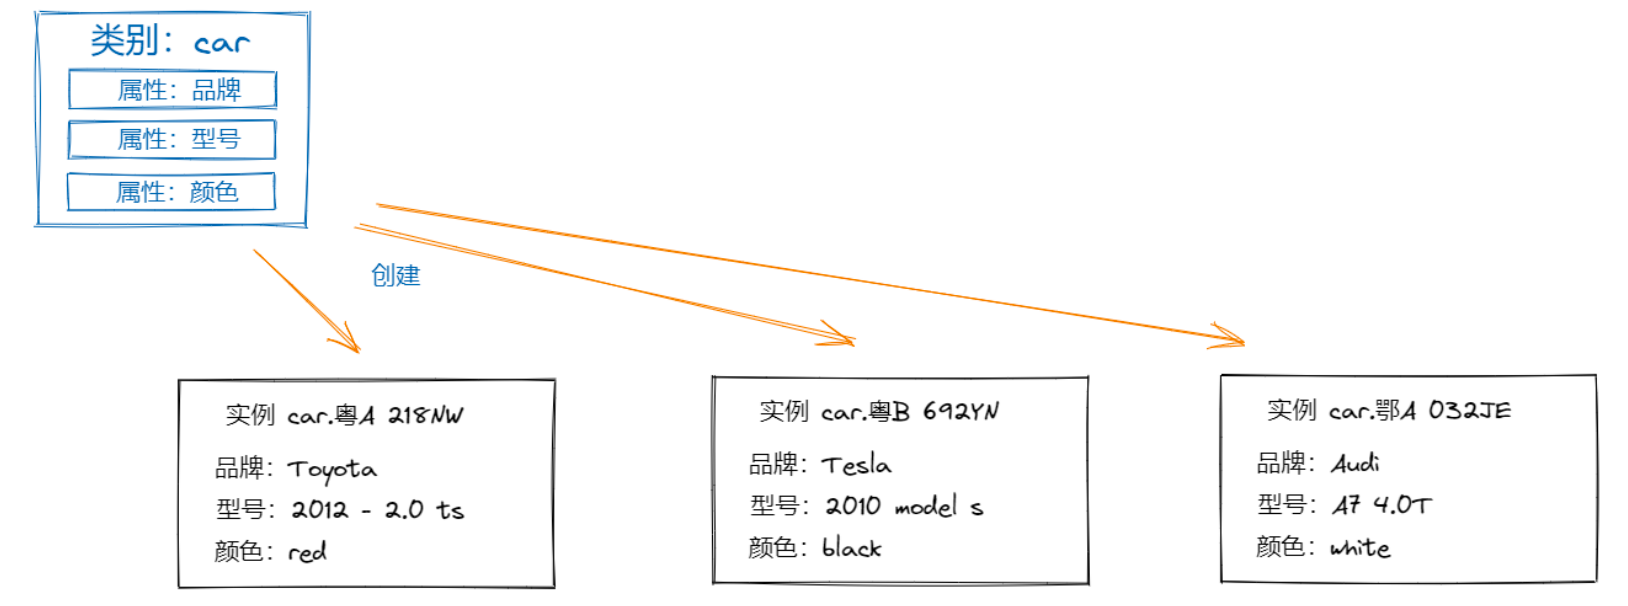 类别：car
属性：品牌
属性：型号
属性：颜色
创建
实例 car.粤A 218NW
品牌：Toyota
型号：2012 - 2.0 ts
颜色：red
实例 car.粤B 692YN
品牌：Tesla
型号：2010 model s
颜色：black
实例 car.鄂A 032JE
品牌：Audi
型号：A7 4.0T
颜色：white